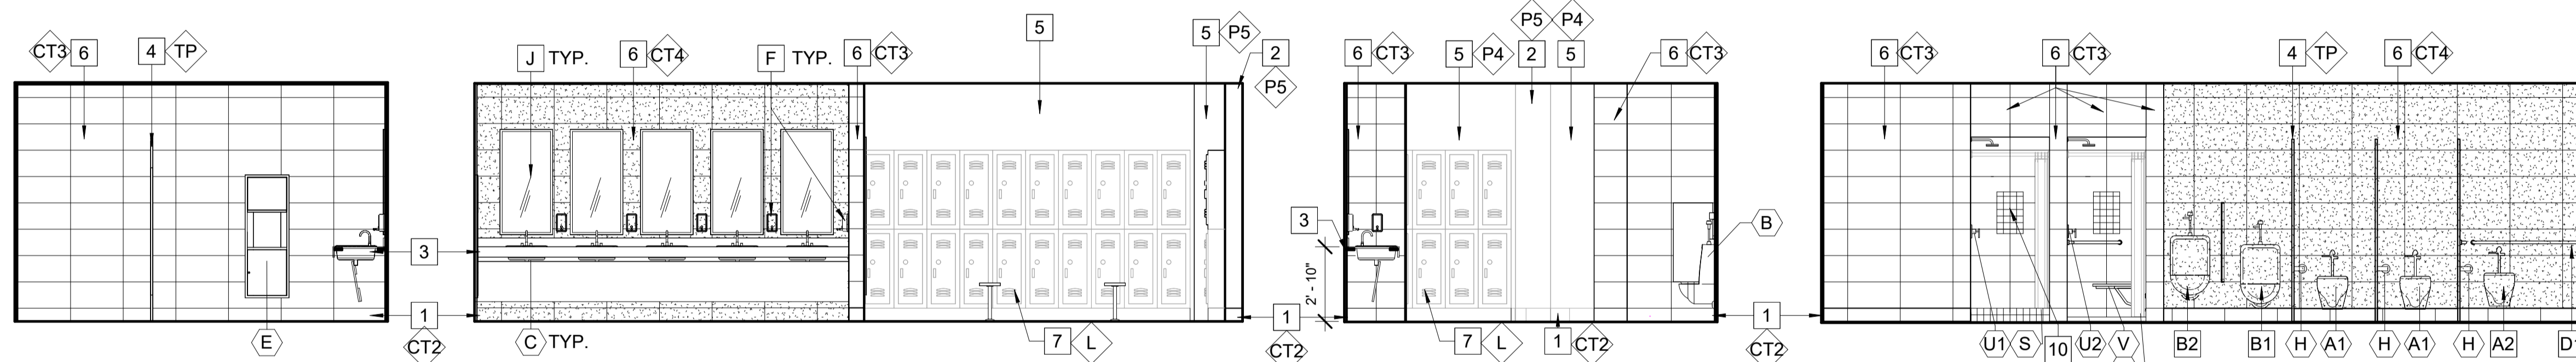 P5 P4
5
5 P5
CT3 6
4 TP
J TYP.
6 CT4
F TYP.
6 CT3
2
P5
6 CT3
5 P4
2
5
6 CT3
6 CT3
6 CT3
4 TP
6 CT4
3
3
B
2' - 10"
1
CT2
1
CT2
1
CT2
E
C TYP.
7 L
7 L
1 CT2
U1 S
10
U2 V
B2
B1
H
A1
H
A1
H
A2